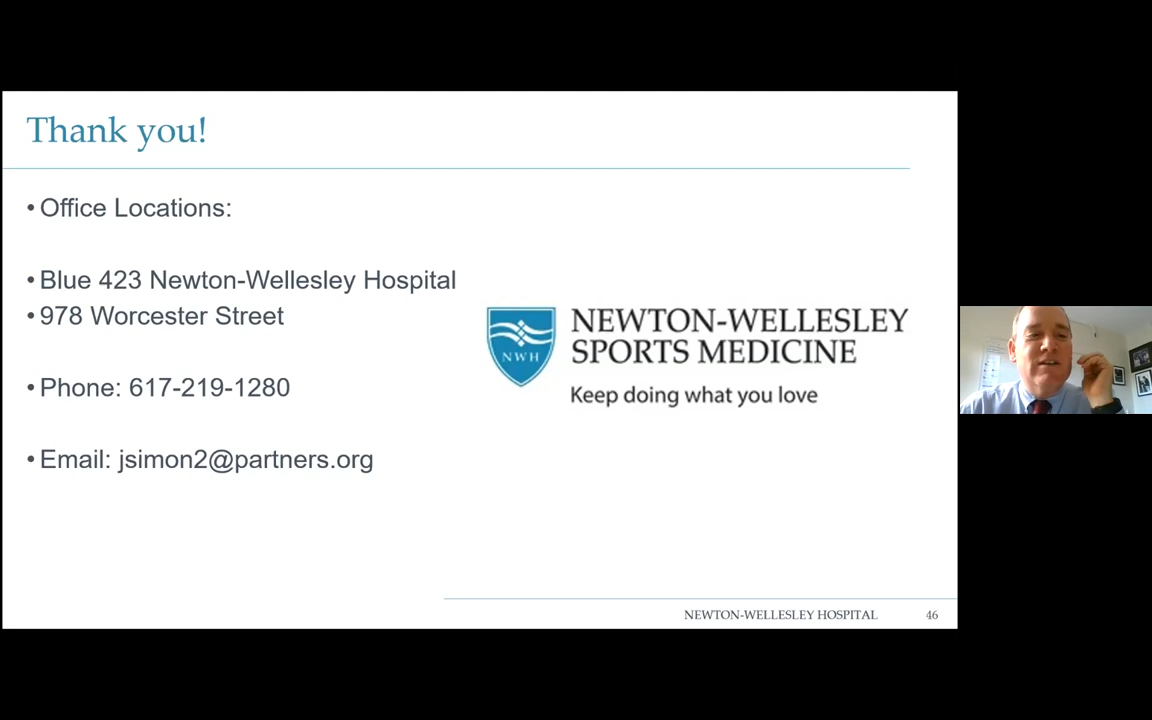 Thank you!
• Office Locations:
• Blue 423 Newton-Wellesley Hospital
• 978 Worcester Street
• Phone: 617-219-1280
• Email: jsimon2@partners.org
NWH
NEWTON-WELLESLEY
SPORTS MEDICINE
Keep doing what you love
NEWTON-WELLESLEY HOSPITAL 46